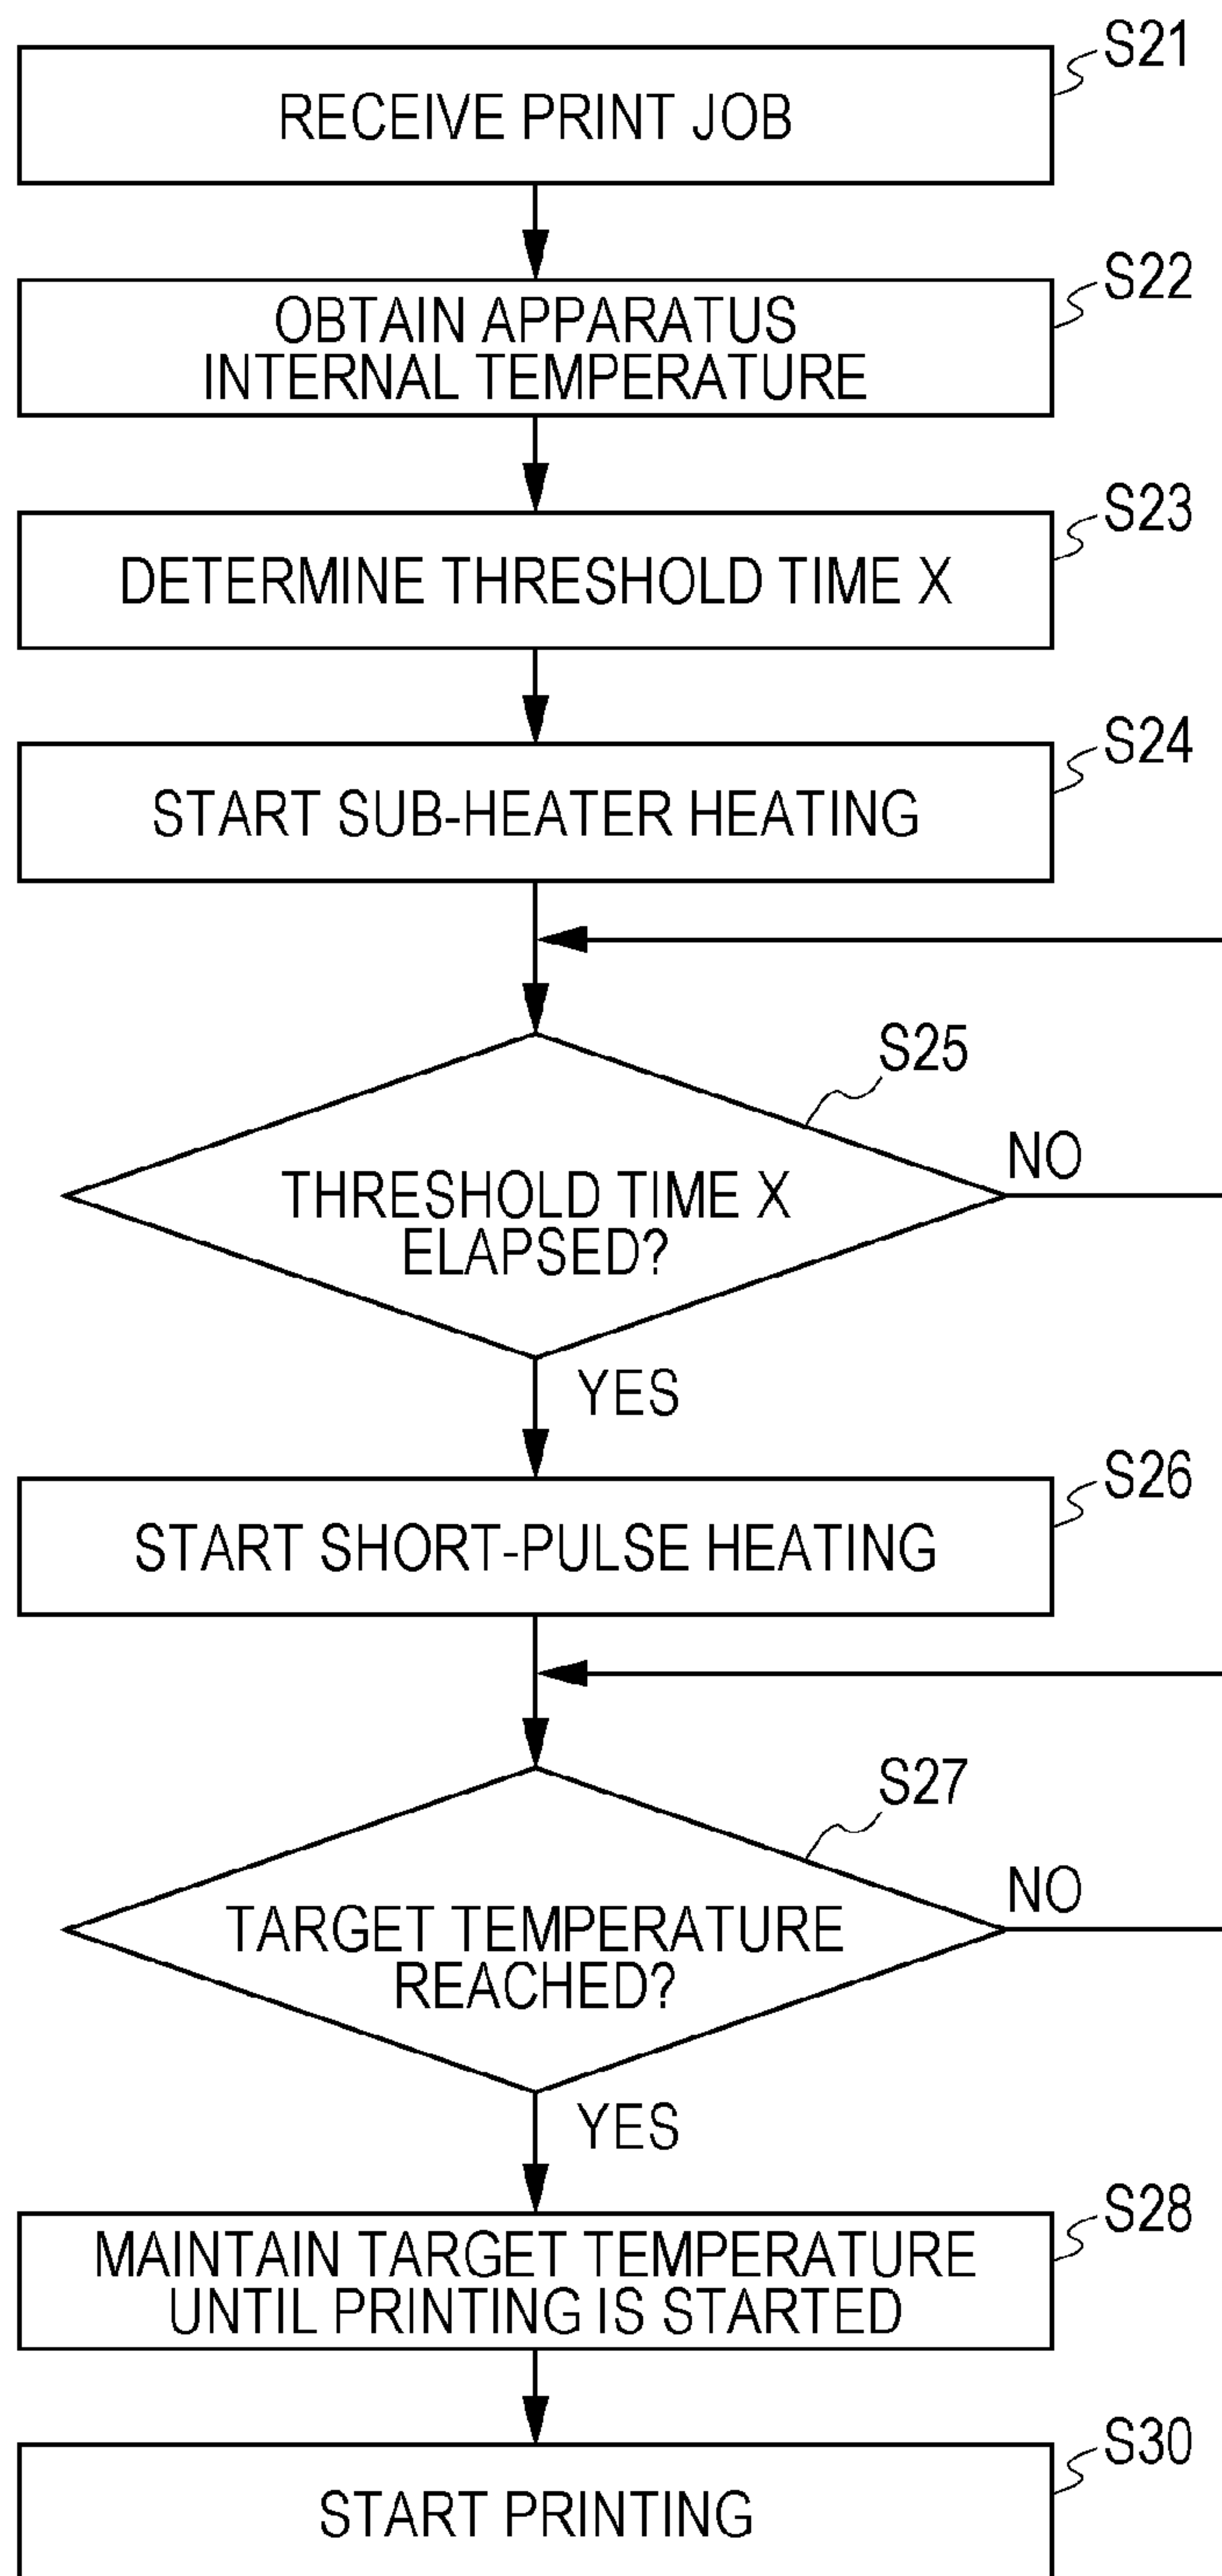 S21
RECEIVE PRINT JOB
S22
OBTAIN APPARATUS
INTERNAL TEMPERATURE
S23
DETERMINE THRESHOLD TIME X
S24
START SUB-HEATER HEATING
S25
NO
THRESHOLD TIME X
ELAPSED?
YES
S26
START SHORT-PULSE HEATING
S27
NO
TARGET TEMPERATURE
REACHED?
YES
S28
MAINTAIN TARGET TEMPERATURE
UNTIL PRINTING IS STARTED
S30
START PRINTING